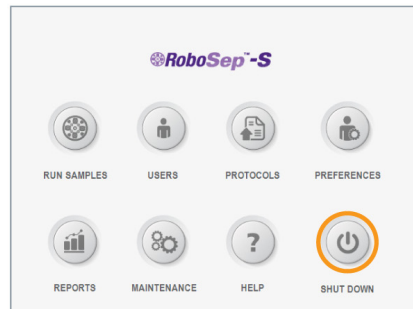 RoboSep™-S
RUN SAMPLES USERS PROTOCOLS PREFERENCES
?
REPORTS MAINTENANCE HELP SHUT DOWN